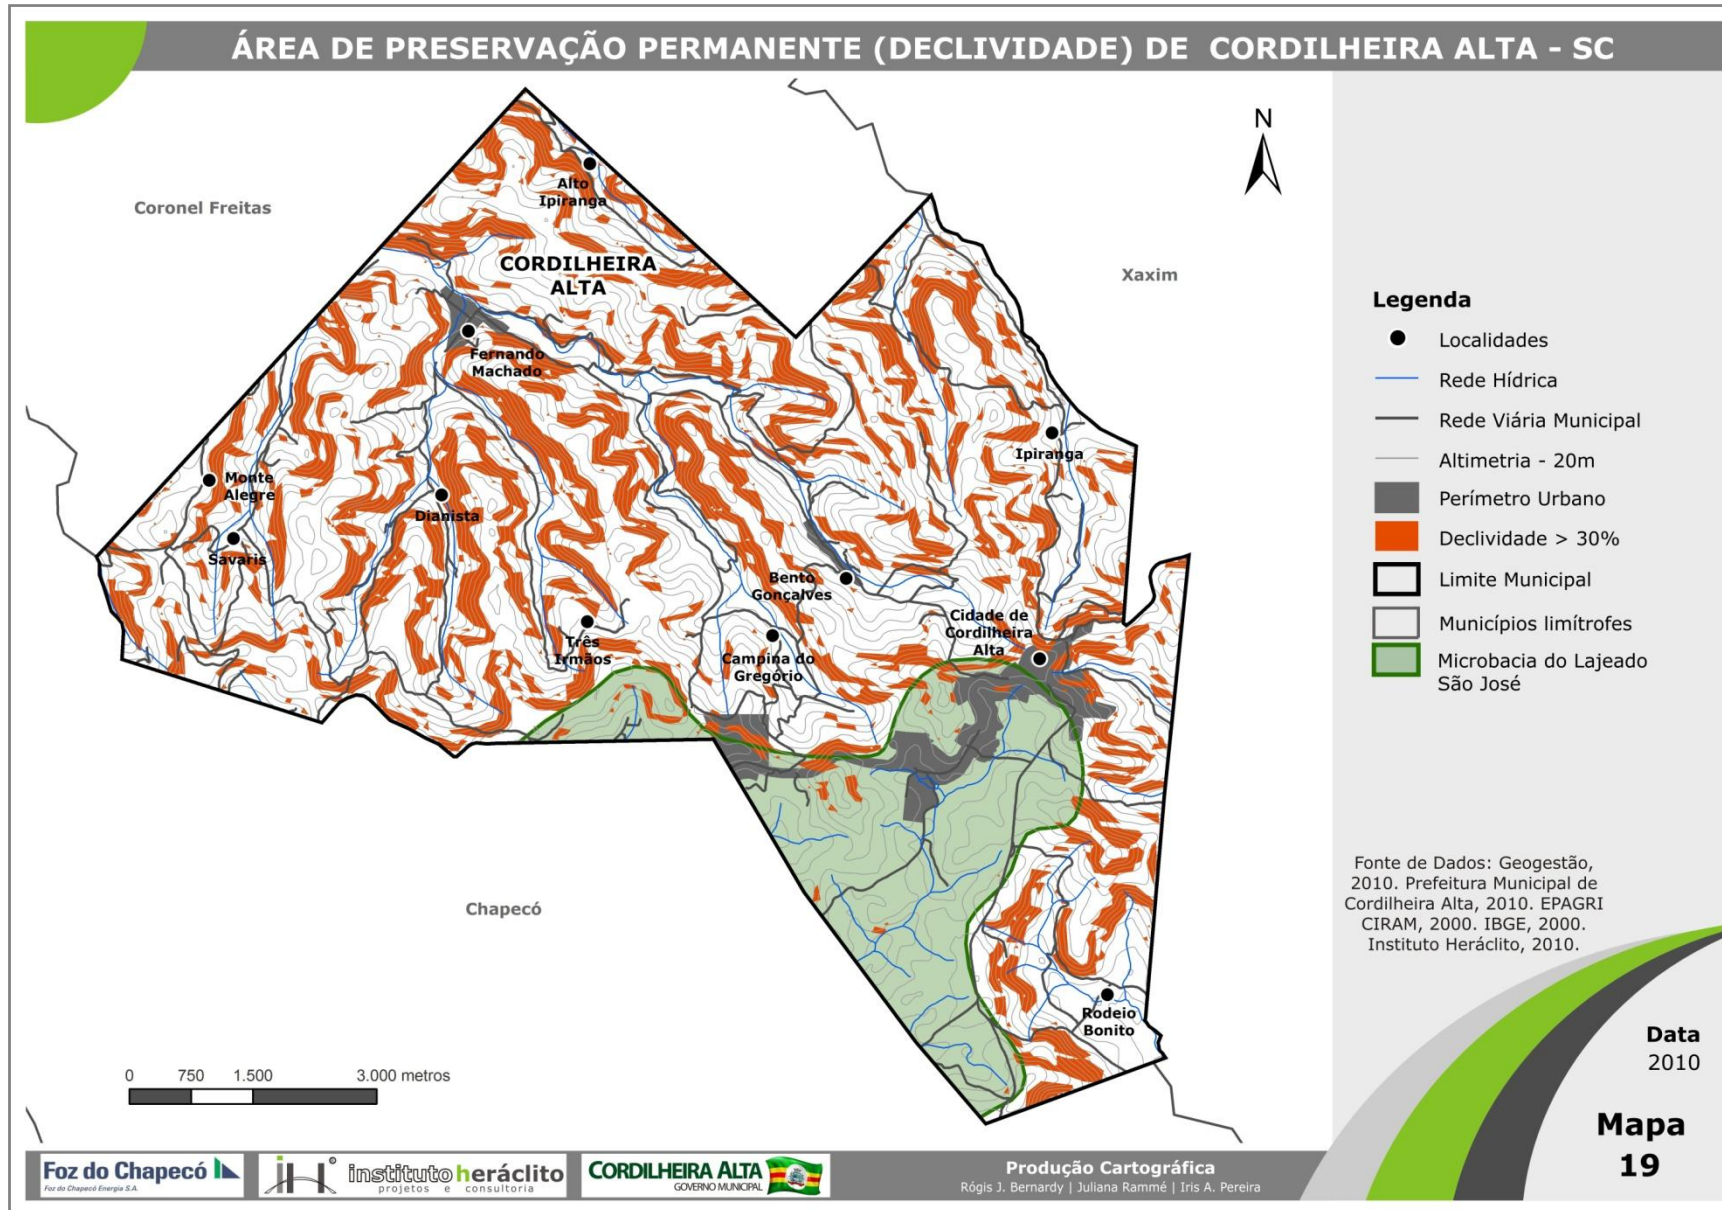 ÁREA DE PRESERVAÇÃO PERMANENTE (DECLIVIDADE) DE CORDILHEIRA ALTA - SC
N
Coronel Freitas
Xaxim
Chapecó
Alto
Ipiranga
CORDILHEIRA
ALTA
Fernando
Machado
Ipiranga
Monte
Alegre
Dianista
Savaris
Bento
Gonçalves
Três
Irmãos
Campina do
Gregório
Cidade de
Cordilheira
Alta
Rodeio
Bonito
Legenda
Localidades
Rede Hídrica
Rede Viária Municipal
Altimetria - 20m
Perímetro Urbano
Declividade > 30%
Limite Municipal
Municípios limítrofes
Microbacia do Lajeado
São José
Fonte de Dados: Geogestão,
2010. Prefeitura Municipal de
Cordilheira Alta, 2010. EPAGRI
CIRAM, 2000. IBGE, 2000.
Instituto Heráclito, 2010.
Data
2010
Mapa
19
0 750 1.500 3.000 metros
Foz do Chapecó
Foz do Chapecó Energia S.A.
iH
instituto heráclito
projetos e consultoria
CORDILHEIRA ALTA
GOVERNO MUNICIPAL
Produção Cartográfica
Rógis J. Bernardy | Juliana Rammé | Iris A. Pereira